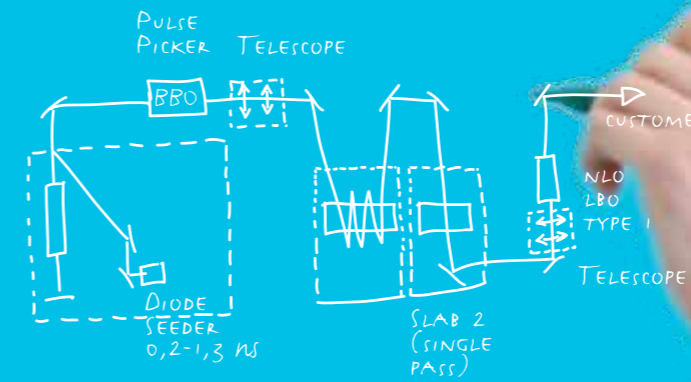 PULSE
PICKER
TELESCOPE
BBO
DIODE
SEEDER
0,2-1,3 ns
SLAB 2
(SINGLE
PASS)
NLO
LBO
TYPE 1
TELESCOPE
CUSTOME